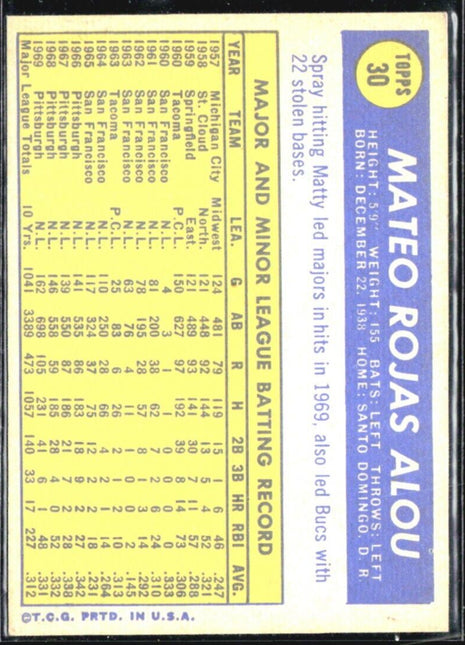 TOPPS
30
MATEO ROJAS ALOU
HEIGHT: 5'9" WEIGHT: 155 BATS: LEFT THROWS: LEFT
BORN: DECEMBER 22, 1938 HOME: SANTO DOMINGO, D. R.
Spray hitting Matty led majors in hits in 1969, also led Bucs with
22 stolen bases.
MAJOR AND MINOR LEAGUE BATTING RECORD
YEAR TEAM LEA. G AB R H 2B 3B HR RBI AVG.
1957 Michigan City Midwest 124 481 79 119 15 1 6 46 .247
1958 St. Cloud North. 121 448 92 144 13 5 4 52 .321
1959 Springfield East. 121 489 93 141 30 7 11 57 .288
1960 Tacoma P.C.L. 150 627 97 192 39 8 14 73 .306
1960 San Francisco N.L. 4 3 1 1 0 0 0 0 .333
1961 San Francisco N.L. 81 200 38 62 7 2 6 24 .310
1962 San Francisco N.L. 78 195 28 57 8 1 3 14 .292
1963 San Francisco N.L. 63 76 4 11 1 0 0 2 .145
1963 Tacoma P.C.L. 25 83 6 26 2 1 2 10 .313
1964 San Francisco N.L. 110 250 28 66 4 2 1 14 .264
1965 San Francisco N.L. 117 324 37 75 12 2 2 18 .231
1966 Pittsburgh N.L. 141 535 86 183 18 9 2 27 .342
1967 Pittsburgh N.L. 139 550 87 186 21 7 2 28 .338
1968 Pittsburgh N.L. 146 558 59 185 28 4 0 52 .332
1969 Pittsburgh N.L. 162 698 105 231 41 6 1 48 .331
Major League Totals 10 Yrs. 1041 3389 473 1057 140 33 17 227 .312
©T.C.G. PRTD. IN U.S.A.